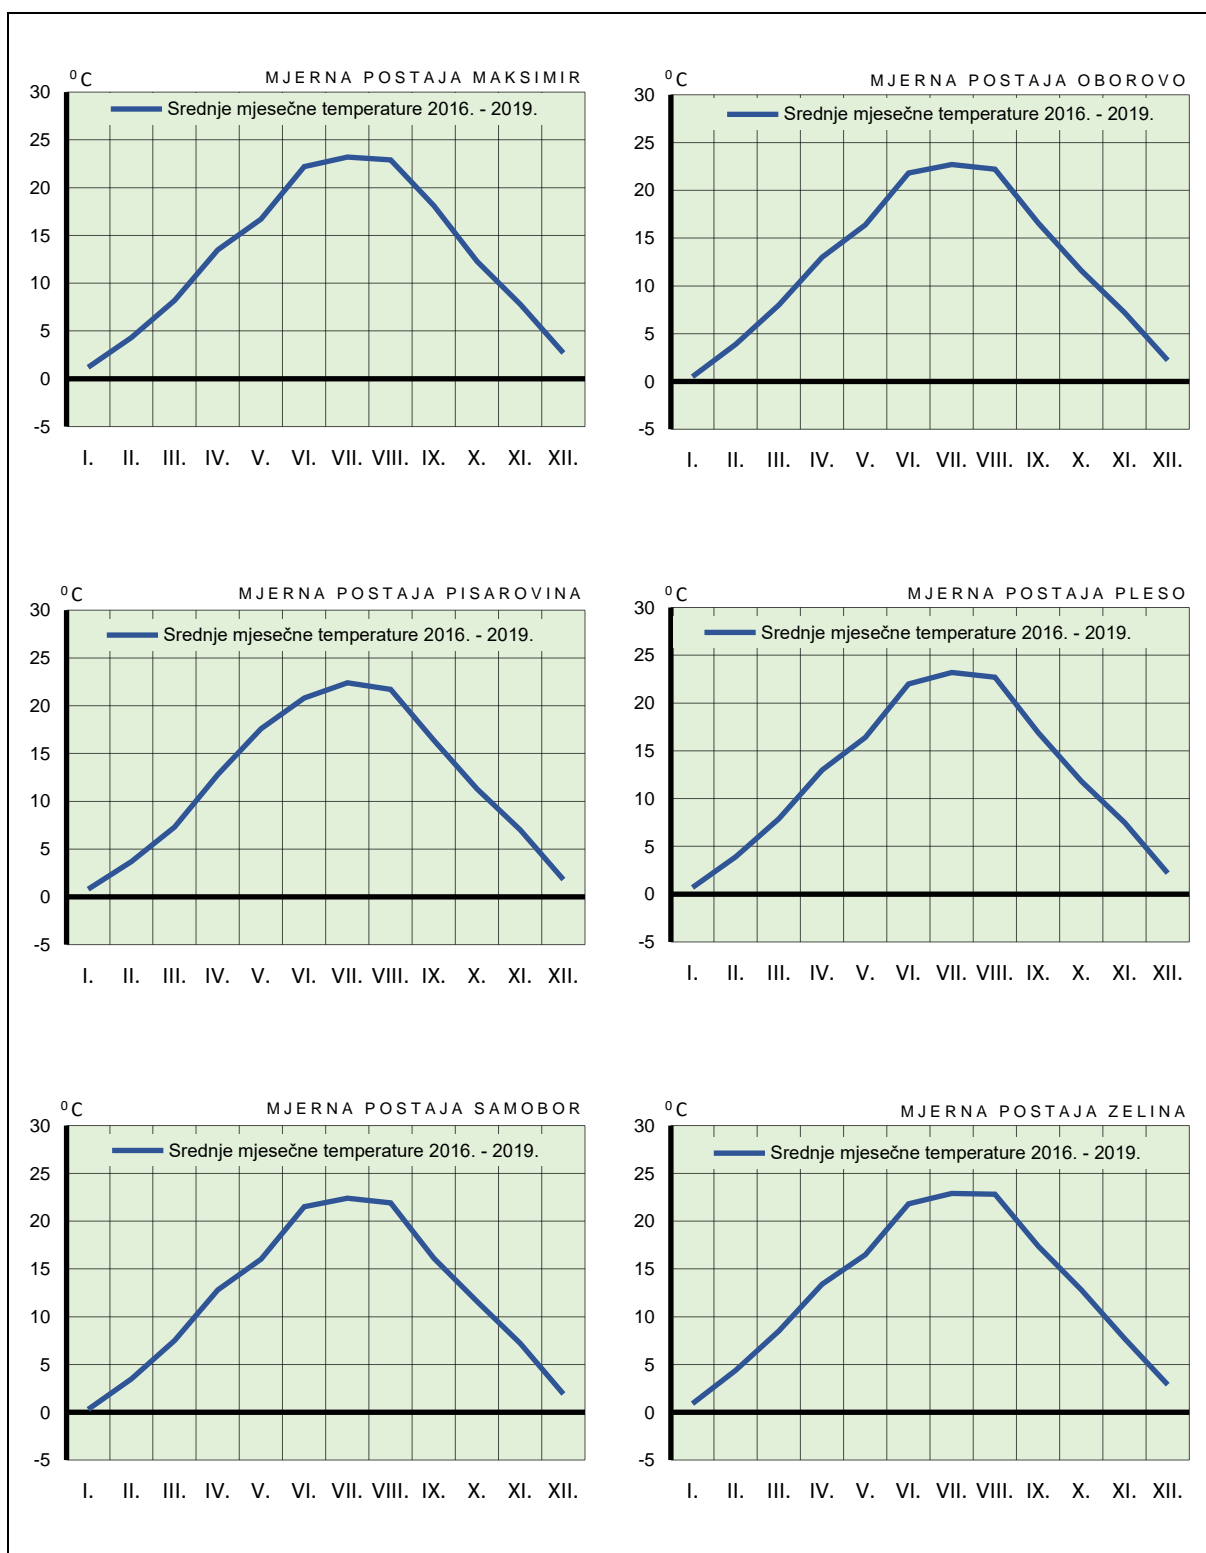 ⁰ C MJERNA POSTAJA MAKSIMIR
Srednje mjesečne temperature 2016. - 2019.
30
25
20
15
10
5
0
-5
I. II. III. IV. V. VI. VII. VIII. IX. X. XI. XII.
⁰ C MJERNA POSTAJA OBOROVO
Srednje mjesečne temperature 2016. - 2019.
30
25
20
15
10
5
0
-5
I. II. III. IV. V. VI. VII. VIII. IX. X. XI. XII.
⁰ C MJERNA POSTAJA PISAROVINA
Srednje mjesečne temperature 2016. - 2019.
30
25
20
15
10
5
0
-5
I. II. III. IV. V. VI. VII. VIII. IX. X. XI. XII.
⁰ C MJERNA POSTAJA PLESO
Srednje mjesečne temperature 2016. - 2019.
30
25
20
15
10
5
0
-5
I. II. III. IV. V. VI. VII. VIII. IX. X. XI. XII.
⁰ C MJERNA POSTAJA SAMOBOR
Srednje mjesečne temperature 2016. - 2019.
30
25
20
15
10
5
0
-5
I. II. III. IV. V. VI. VII. VIII. IX. X. XI. XII.
⁰ C MJERNA POSTAJA ZELINA
Srednje mjesečne temperature 2016. - 2019.
30
25
20
15
10
5
0
-5
I. II. III. IV. V. VI. VII. VIII. IX. X. XI. XII.